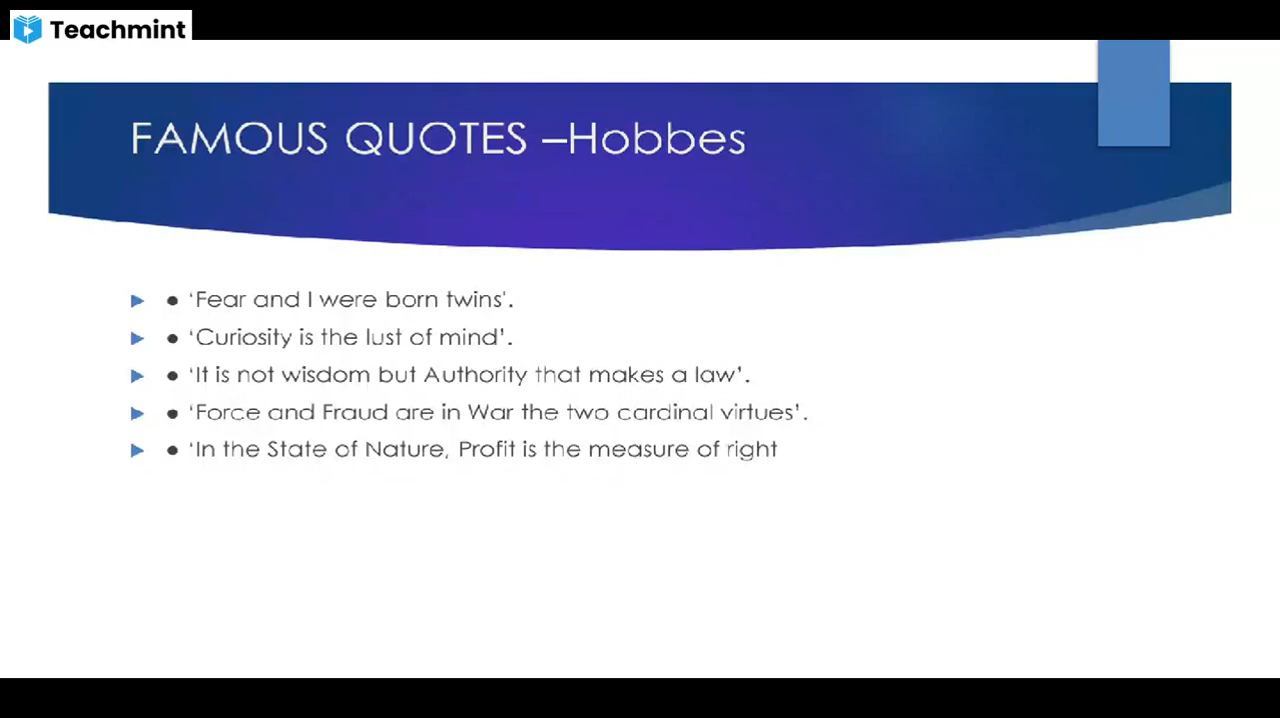 Teachmint
FAMOUS QUOTES –Hobbes
● ‘Fear and I were born twins'.
● ‘Curiosity is the lust of mind’.
● ‘It is not wisdom but Authority that makes a law’.
● ‘Force and Fraud are in War the two cardinal virtues’.
● ‘In the State of Nature, Profit is the measure of right